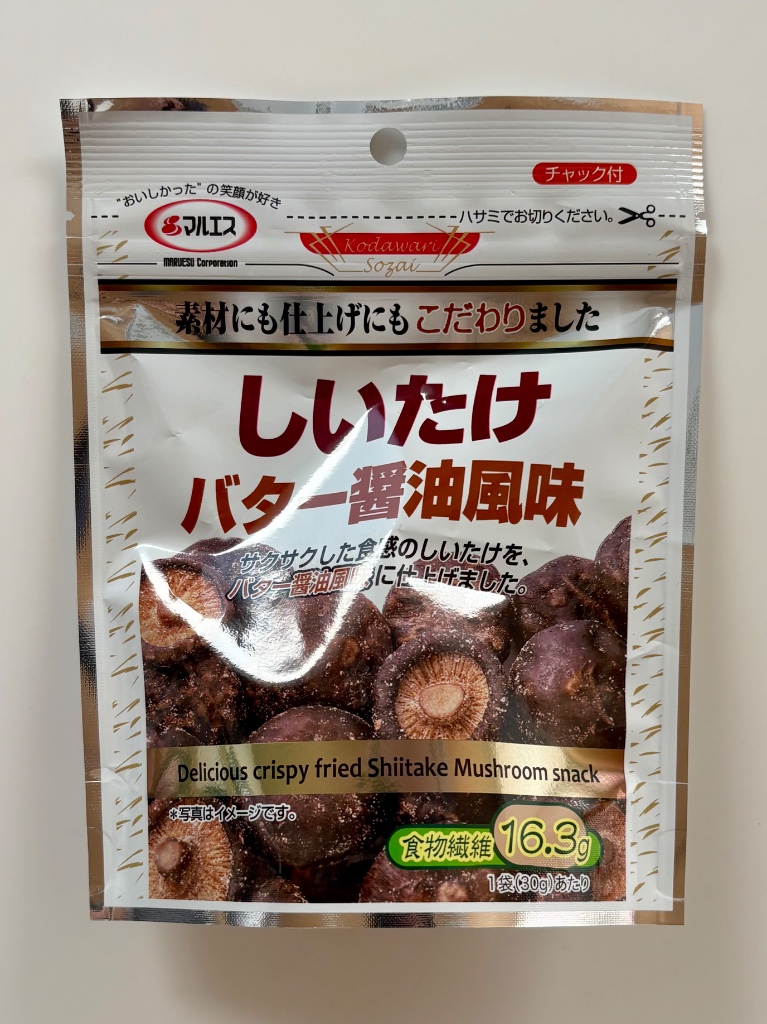 チャック付
"おいしかった"の笑顔が好き
マルエス
MARUESU Corporation
ハサミでお切りください。
Kodawari
Sozai
素材にも仕上げにもこだわりました
しいたけ
バター醤油風味
サクサクした食感のしいたけを、
バター醤油風味に仕上げました。
Delicious crispy fried Shiitake Mushroom snack
*写真はイメージです。
食物繊維 16.3g
1袋(30g)あたり